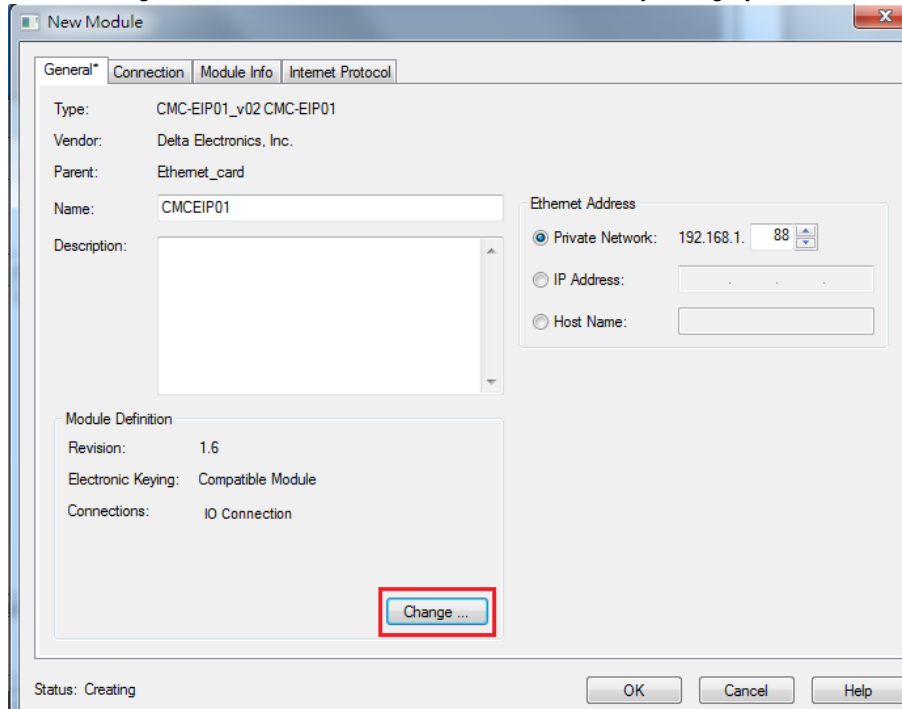 New Module
General* Connection Module Info Internet Protocol
Type: CMC-EIP01_v02 CMC-EIP01
Vendor: Delta Electronics, Inc.
Parent: Ethernet_card
Name: CMCEIP01
Description:
Ethernet Address
Private Network: 192.168.1. 88
IP Address: . . .
Host Name:
Module Definition
Revision: 1.6
Electronic Keying: Compatible Module
Connections: IO Connection
Change ...
Status: Creating
OK Cancel Help